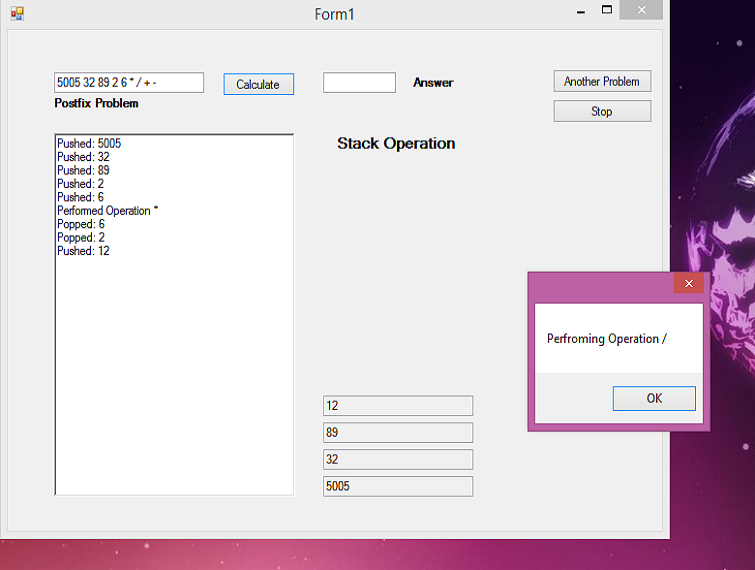 Form1
5005 32 89 2 6 * / + -
Calculate
Answer
Another Problem
Postfix Problem
Stop
Stack Operation
Pushed: 5005
Pushed: 32
Pushed: 89
Pushed: 2
Pushed: 6
Performed Operation *
Popped: 6
Popped: 2
Pushed: 12
Perfroming Operation /
OK
12
89
32
5005